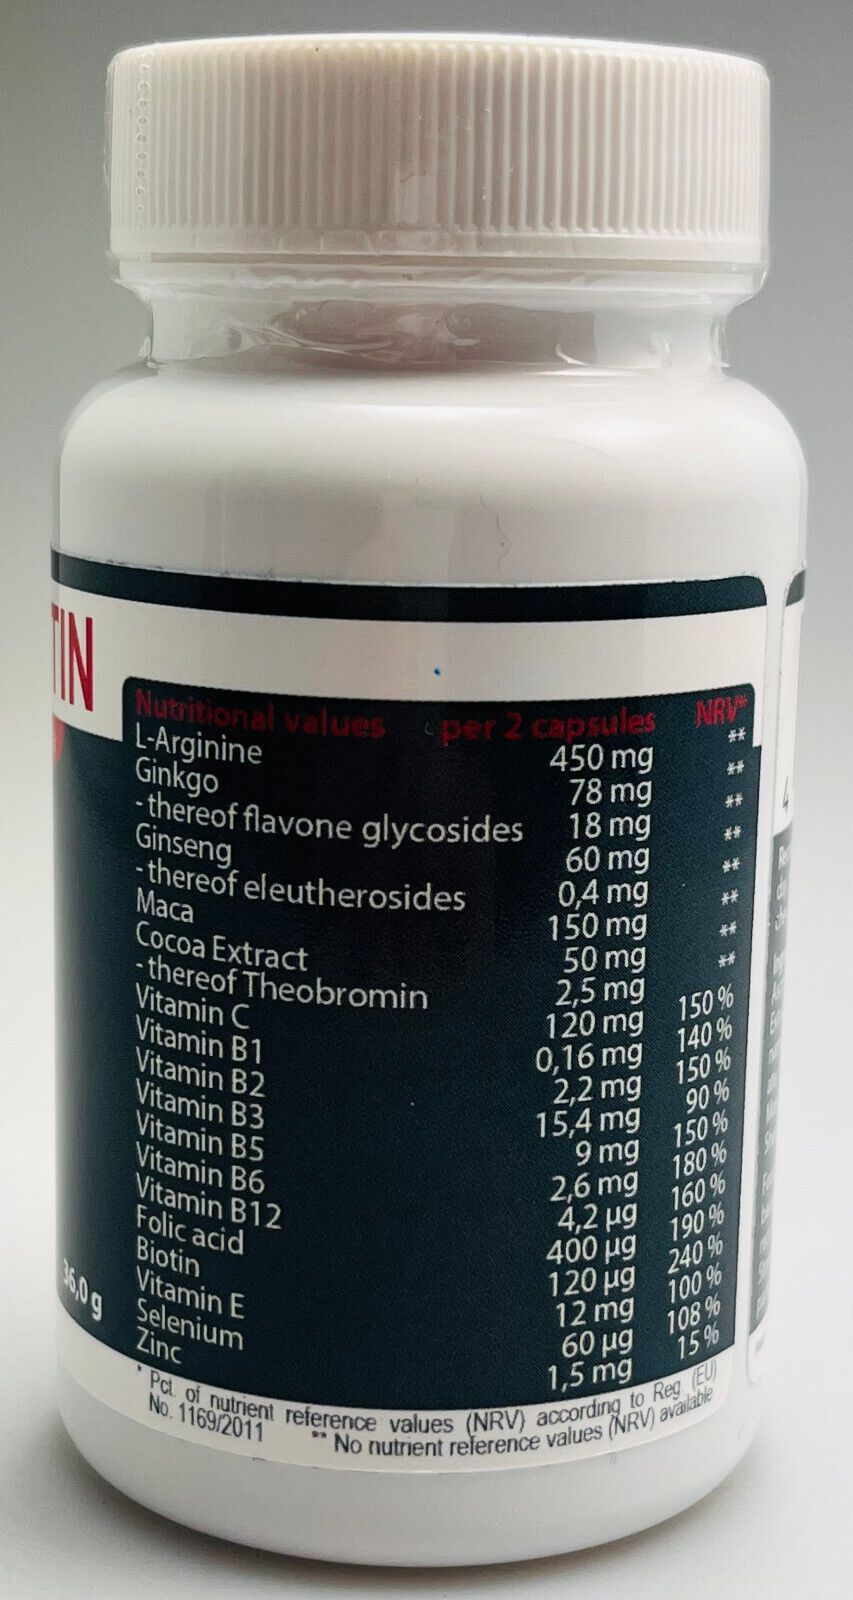 TIN
Nutritional values per 2 capsules NRV*
L-Arginine 450 mg **
Ginkgo 78 mg **
- thereof flavone glycosides 18 mg **
Ginseng 60 mg **
- thereof eleutherosides 0,4 mg **
Maca 150 mg **
Cocoa Extract 50 mg **
- thereof Theobromin 2,5 mg **
Vitamin C 120 mg 150 %
Vitamin B1 0,16 mg 140 %
Vitamin B2 2,2 mg 150 %
Vitamin B3 15,4 mg 90 %
Vitamin B5 9 mg 150 %
Vitamin B6 2,6 mg 180 %
Vitamin B12 4,2 µg 160 %
Folic acid 400 µg 190 %
Biotin 120 µg 240 %
Vitamin E 12 mg 100 %
Selenium 60 µg 108 %
Zinc 1,5 mg 15 %
* Pct. of nutrient reference values (NRV) according to Reg. (EU)
No. 1169/2011 ** No nutrient reference values (NRV) available
36,0 g